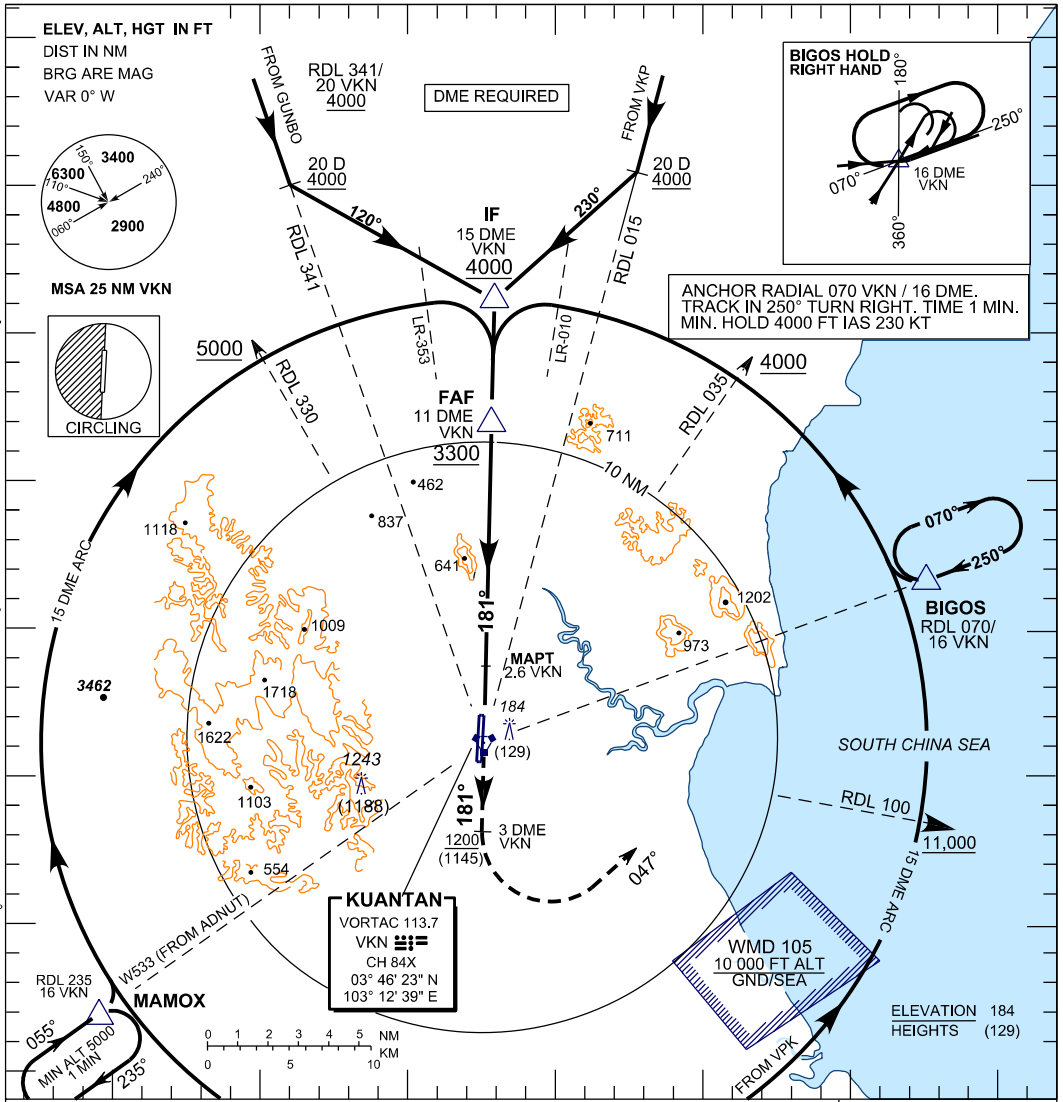 ELEV, ALT, HGT IN FT
DIST IN NM
BRG ARE MAG
VAR 0° W
3400
6300
4800
2900
150°
110°
060°
240°
MSA 25 NM VKN
CIRCLING
FROM GUNBO
RDL 341/
20 VKN
4000
DME REQUIRED
FROM VKP
BIGOS HOLD
RIGHT HAND
180°
250°
070°
16 DME
VKN
360°
20 D
4000
20 D
4000
120°
230°
IF
15 DME
VKN
4000
RDL 341
RDL 015
LR-353
LR-010
ANCHOR RADIAL 070 VKN / 16 DME.
TRACK IN 250° TURN RIGHT. TIME 1 MIN.
MIN. HOLD 4000 FT IAS 230 KT
5000
RDL 330
4000
RDL 035
FAF
11 DME
VKN
3300
711
10 NM
462
837
1118
641
15 DME ARC
1009
181°
1202
973
070°
250°
BIGOS
RDL 070/
16 VKN
MAPT
2.6 VKN
3462
1718
1622
184
(129)
1243
(1188)
1103
554
SOUTH CHINA SEA
RDL 100
11,000
15 DME ARC
181°
1200
(1145)
3 DME
VKN
047°
W533 (FROM ADNUT)
KUANTAN
VORTAC 113.7
VKN
CH 84X
03° 46' 23" N
103° 12' 39" E
WMD 105
10 000 FT ALT
GND/SEA
RDL 235
16 VKN
MAMOX
055°
MIN ALT 5000
1 MIN
235°
0 1 2 3 4 5 NM
KM
0 5 10
FROM VPK
ELEVATION 184
HEIGHTS (129)